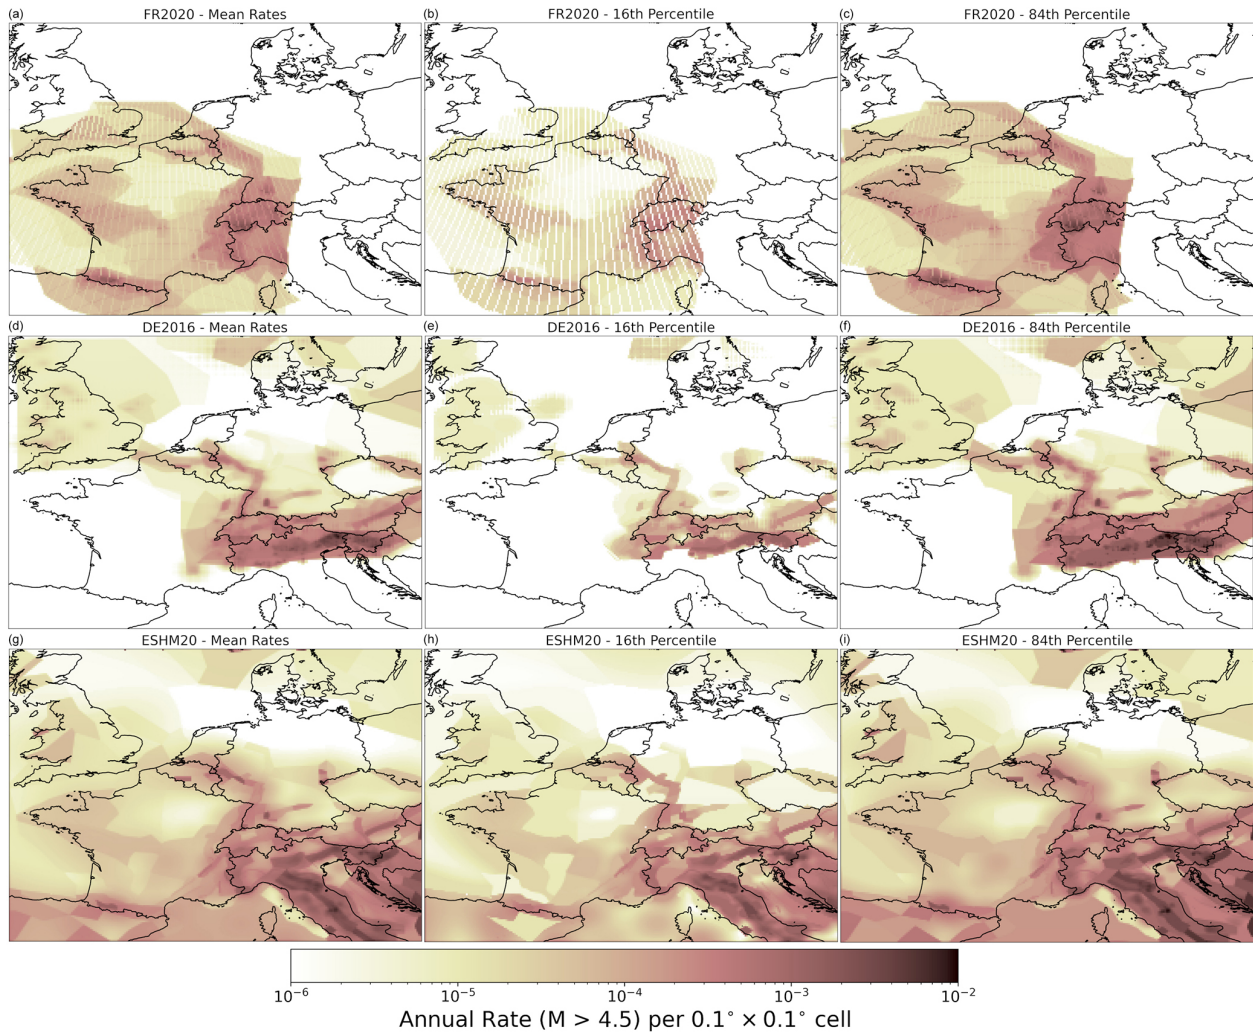 (a) FR2020 - Mean Rates
(b) FR2020 - 16th Percentile
(c) FR2020 - 84th Percentile
(d) DE2016 - Mean Rates
(e) DE2016 - 16th Percentile
(f) DE2016 - 84th Percentile
(g) ESHM20 - Mean Rates
(h) ESHM20 - 16th Percentile
(i) ESHM20 - 84th Percentile
10⁻⁶ 10⁻⁵ 10⁻⁴ 10⁻³ 10⁻²
Annual Rate (M > 4.5) per 0.1° × 0.1° cell